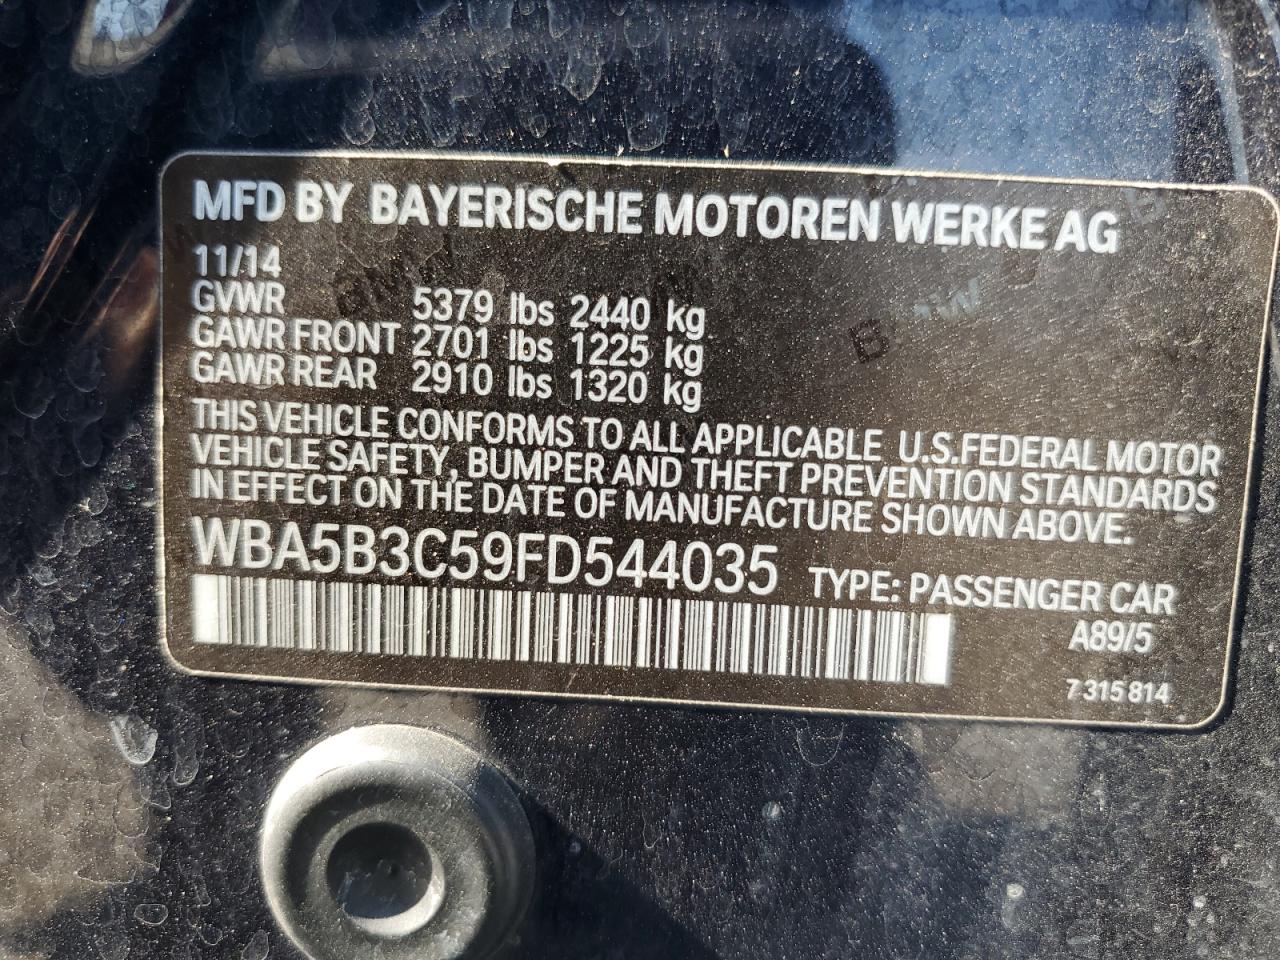 MFD BY BAYERISCHE MOTOREN WERKE AG
11/14
GVWR 5379 lbs 2440 kg
GAWR FRONT 2701 lbs 1225 kg
GAWR REAR 2910 lbs 1320 kg
THIS VEHICLE CONFORMS TO ALL APPLICABLE U.S.FEDERAL MOTOR
VEHICLE SAFETY, BUMPER AND THEFT PREVENTION STANDARDS
IN EFFECT ON THE DATE OF MANUFACTURE SHOWN ABOVE.
WBA5B3C59FD544035 TYPE: PASSENGER CAR
A89/5
7 315 814